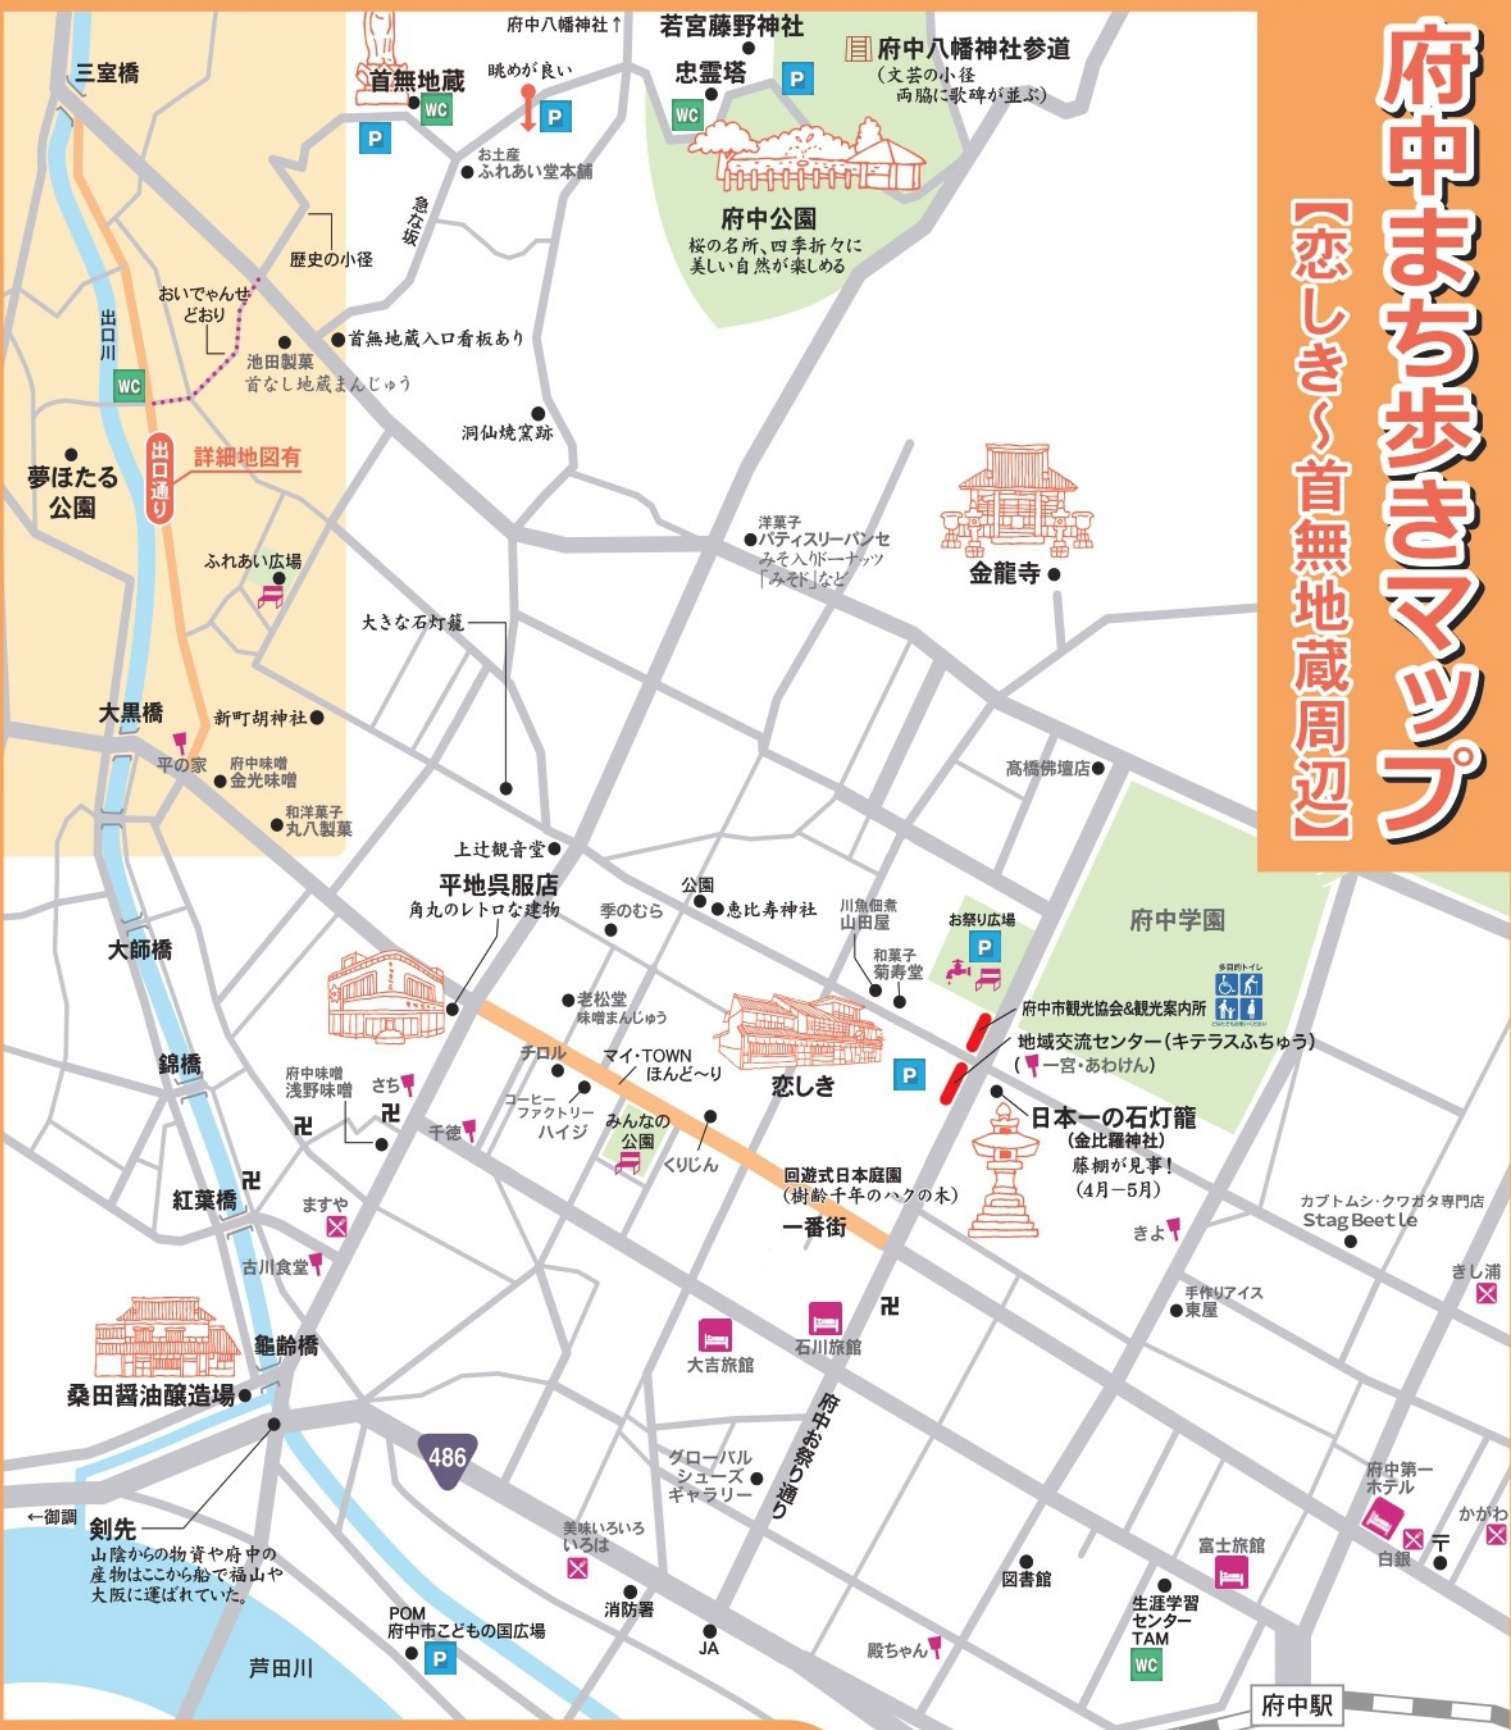 府中まち歩きマップ
【恋しき～首無地蔵周辺】
府中八幡神社↑
若宮藤野神社
忠霊塔
WC
P
府中八幡神社参道
(文芸の小径
両脇に歌碑が並ぶ)
三室橋
首無地蔵
WC
P
眺めが良い
P
お土産
ふれあい堂本舗
急な坂
府中公園
桜の名所、四季折々に
美しい自然が楽しめる
歴史の小径
おいでゃんせ
どおり
出口川
WC
池田製菓
首なし地蔵まんじゅう
首無地蔵入口看板あり
洞仙焼窯跡
夢ほたる
公園
出口通り
詳細地図有
ふれあい広場
洋菓子
パティスリーパンセ
みそ入りドーナッツ
「みそド」など
金龍寺
大きな石灯籠
大黒橋
新町胡神社
平の家
府中味噌
金光味噌
和洋菓子
丸八製菓
髙橋佛壇店
上辻観音堂
平地呉服店
角丸のレトロな建物
季のむら
公園
恵比寿神社
川魚佃煮
山田屋
和菓子
菊寿堂
お祭り広場
P
府中学園
多目的トイレ
大師橋
老松堂
味噌まんじゅう
府中市観光協会&観光案内所
地域交流センター(キテラスふちゅう)
(一宮・あわけん)
錦橋
チロル
マイ・TOWN
ほんど～り
恋しき
P
府中味噌
浅野味噌
さち
卍
卍
コーヒー
ファクトリー
ハイジ
みんなの
公園
千徳
くりじん
日本一の石灯籠
(金比羅神社)
藤棚が見事!
(4月－5月)
回遊式日本庭園
(樹齢千年のハクの木)
一番街
卍
紅葉橋
ますや
古川食堂
きよ
カブトムシ・クワガタ専門店
Stag Beetle
きし浦
手作りアイス
東屋
卍
大吉旅館
石川旅館
龜齢橋
桑田醤油醸造場
486
府中お祭り通り
グローバル
シューズ
ギャラリー
府中第一
ホテル
白銀
〒
かがわ
←御調
剣先
山陰からの物資や府中の
産物はここから船で福山や
大阪に運ばれていた。
美味いろいろ
いろは
消防署
JA
図書館
富士旅館
生涯学習
センター
TAM
WC
POM
府中市こどもの国広場
P
殿ちゃん
芦田川
府中駅